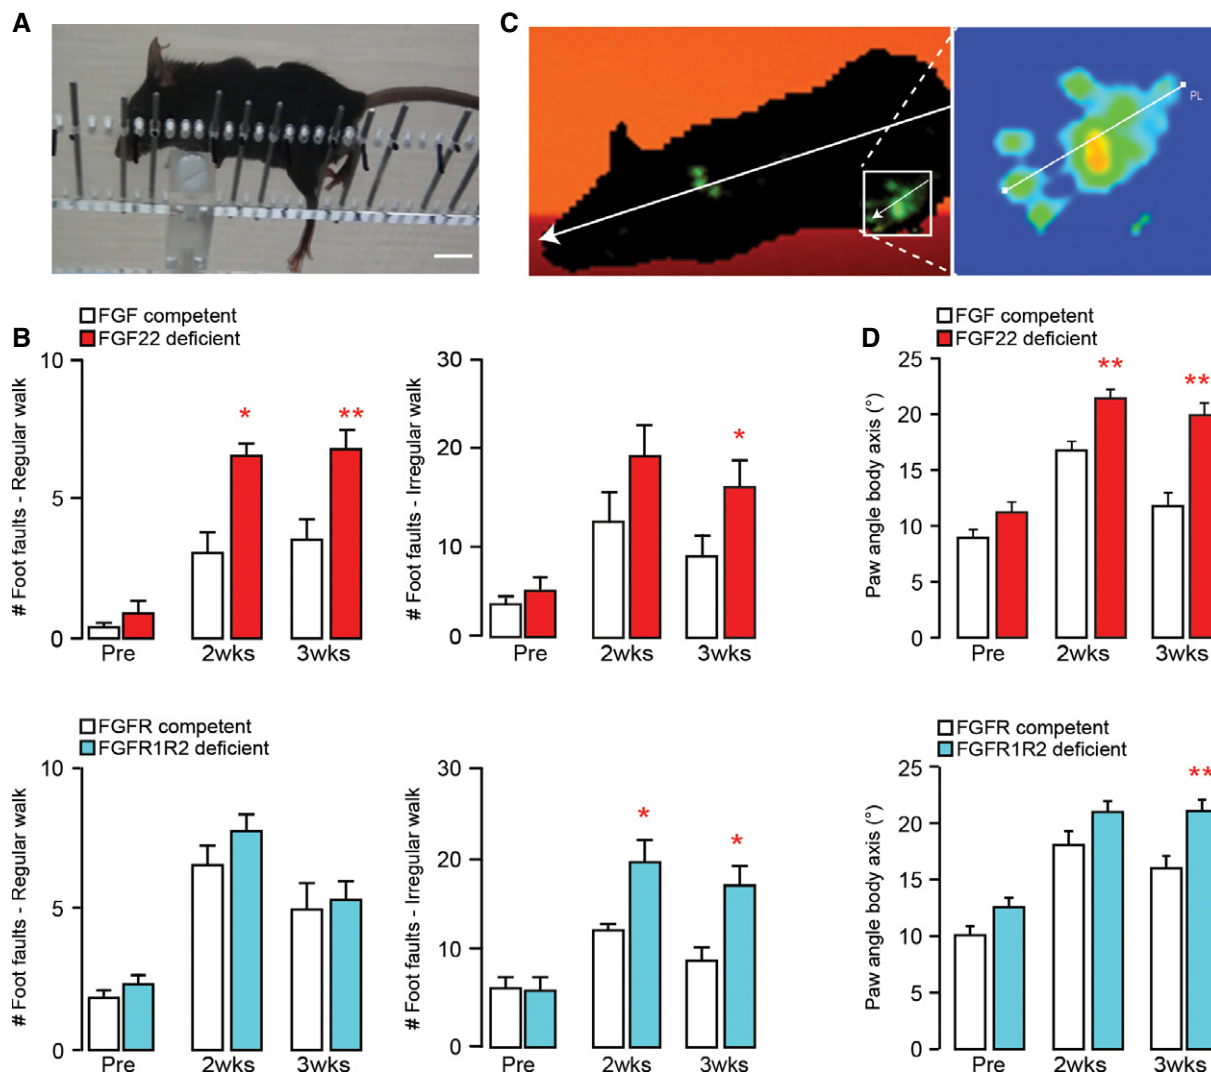 A
C
PL
B
FGF competent
FGF22 deficient
# Foot faults - Regular walk
10
5
0
*
**
Pre
2wks
3wks
# Foot faults - Irregular walk
30
20
10
0
*
Pre
2wks
3wks
D
FGF competent
FGF22 deficient
Paw angle body axis (°)
25
20
15
10
5
0
**
**
Pre
2wks
3wks
FGFR competent
FGFR1R2 deficient
# Foot faults - Regular walk
10
5
0
Pre
2wks
3wks
# Foot faults - Irregular walk
30
20
10
0
*
*
Pre
2wks
3wks
FGFR competent
FGFR1R2 deficient
Paw angle body axis (°)
25
20
15
10
5
0
**
Pre
2wks
3wks